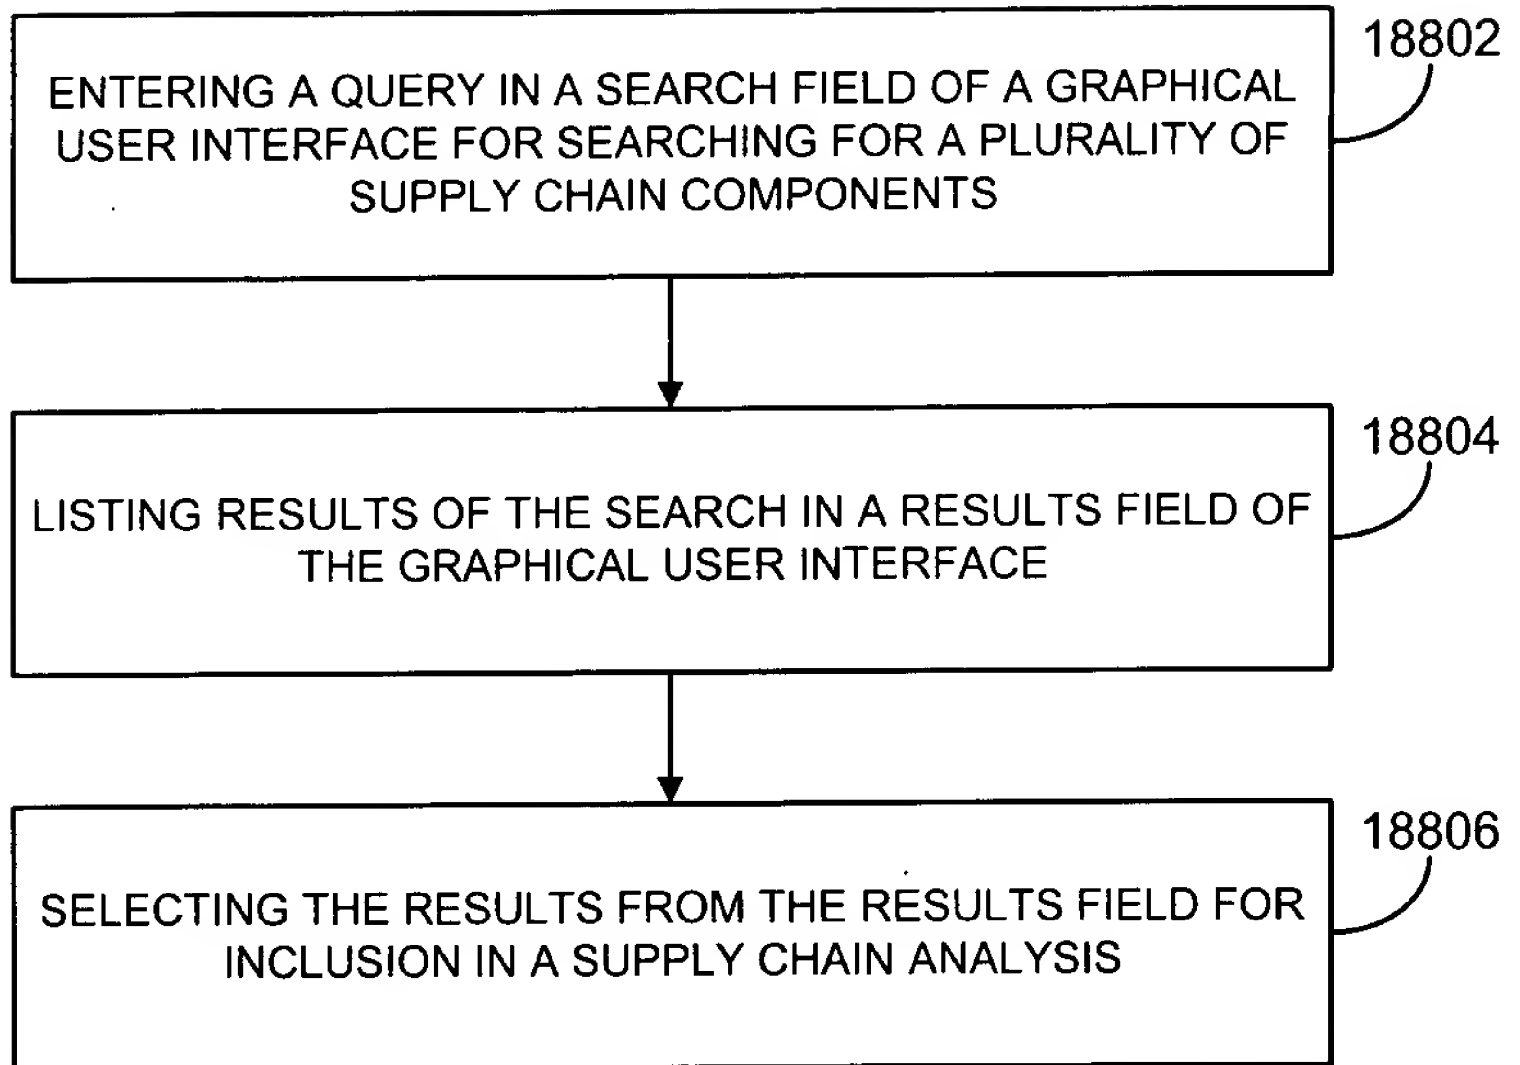 18802
ENTERING A QUERY IN A SEARCH FIELD OF A GRAPHICAL
USER INTERFACE FOR SEARCHING FOR A PLURALITY OF
SUPPLY CHAIN COMPONENTS
18804
LISTING RESULTS OF THE SEARCH IN A RESULTS FIELD OF
THE GRAPHICAL USER INTERFACE
18806
SELECTING THE RESULTS FROM THE RESULTS FIELD FOR
INCLUSION IN A SUPPLY CHAIN ANALYSIS